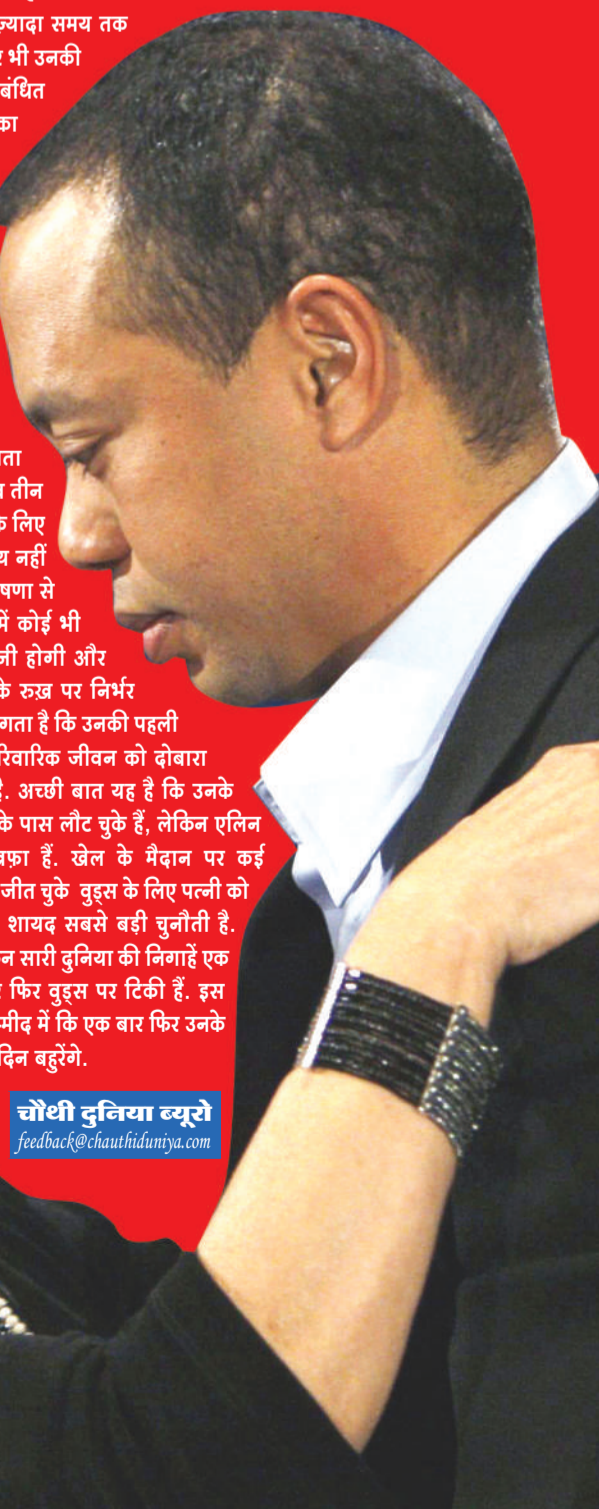 ज़्यादा समय तक
भी उनकी
बंधित
का
ता
तीन
के लिए
य नहीं
षणा से
में कोई भी
नी होगी और
के रुख़ पर निर्भर
गता है कि उनकी पहली
रिवारिक जीवन को दोबारा
है. अच्छी बात यह है कि उनके
के पास लौट चुके हैं, लेकिन एलिन
फ़ा हैं. खेल के मैदान पर कई
जीत चुके वुड्स के लिए पत्नी को
शायद सबसे बड़ी चुनौती है.
न सारी दुनिया की निगाहें एक
फिर वुड्स पर टिकी हैं. इस
म्मीद में कि एक बार फिर उनके
दिन बहुरेंगे.
चौथी दुनिया ब्यूरो
feedback@chauthiduniya.com